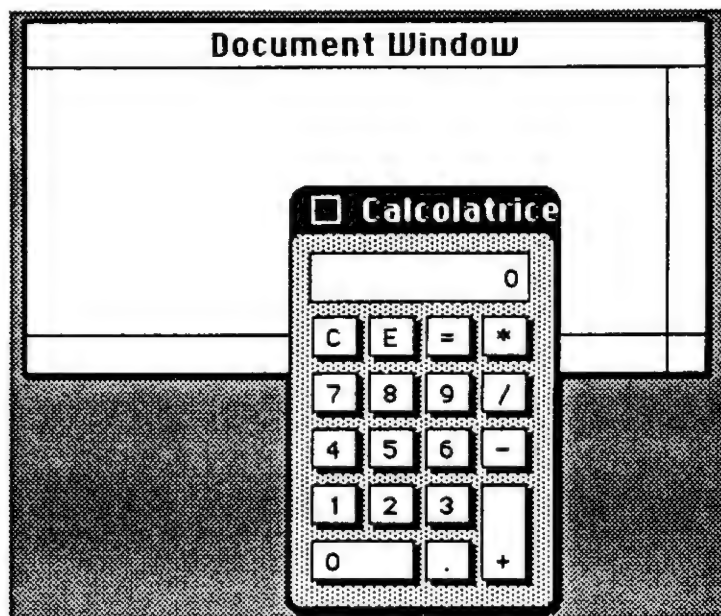 Document Window
Calcolatrice
0
C E = *
7 8 9 /
4 5 6 -
1 2 3
0 . +